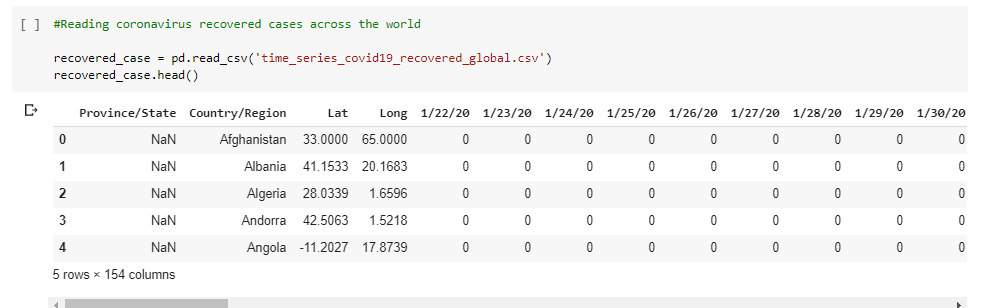 [ ] #Reading coronavirus recovered cases across the world
recovered_case = pd.read_csv('time_series_covid19_recovered_global.csv')
recovered_case.head()
Province/State Country/Region Lat Long 1/22/20 1/23/20 1/24/20 1/25/20 1/26/20 1/27/20 1/28/20 1/29/20 1/30/20
0 NaN Afghanistan 33.0000 65.0000 0 0 0 0 0 0 0 0 0
1 NaN Albania 41.1533 20.1683 0 0 0 0 0 0 0 0 0
2 NaN Algeria 28.0339 1.6596 0 0 0 0 0 0 0 0 0
3 NaN Andorra 42.5063 1.5218 0 0 0 0 0 0 0 0 0
4 NaN Angola -11.2027 17.8739 0 0 0 0 0 0 0 0 0
5 rows × 154 columns